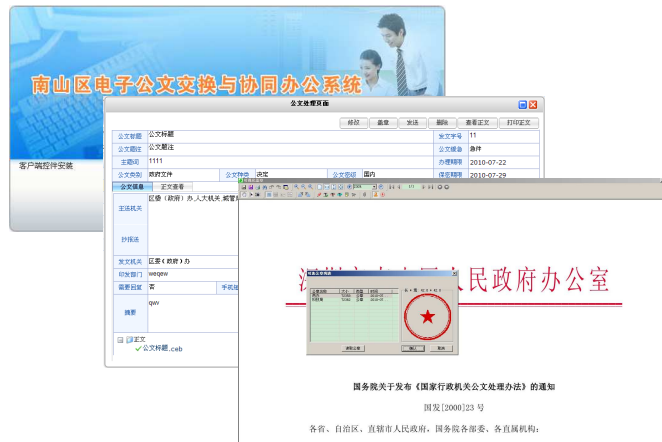 南山区电子公文交换与协同办公系统
客户端控件安装
公文处理页面
修改 盖章 发送 删除 查看正文 打印正文
公文标题 公文标题 发文字号 11
公文题注 公文题注 公文缓急 急件
主题词 1111 办理期限 2010-07-22
公文类别 政府文件 公文种类 决定 公文密级 国内 保密期限 2010-07-29
公文信息 正文查看
主送机关 区委（政府）办,人大机关,城管
抄报送
发文机关 区委（政府）办
印发部门 weqew
需要回复 否 手机短
摘要 qwv
正文
公文标题.ceb
人民政府办公室
国务院关于发布《国家行政机关公文处理办法》的通知
国发[2000]23 号
各省、自治区、直辖市人民政府，国务院各部委、各直属机构：